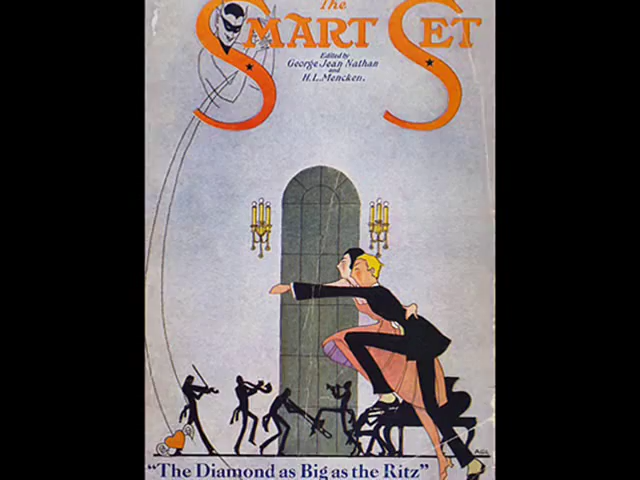 The
SMART SET
Edited by
George Jean Nathan
and
H.L. Mencken.
"The Diamond as Big as the Ritz"